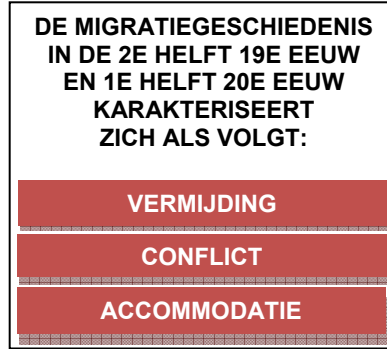 DE MIGRATIEGESCHIEDENIS
IN DE 2E HELFT 19E EEUW
EN 1E HELFT 20E EEUW
KARAKTERISEERT
ZICH ALS VOLGT:
VERMIJDING
CONFLICT
ACCOMMODATIE